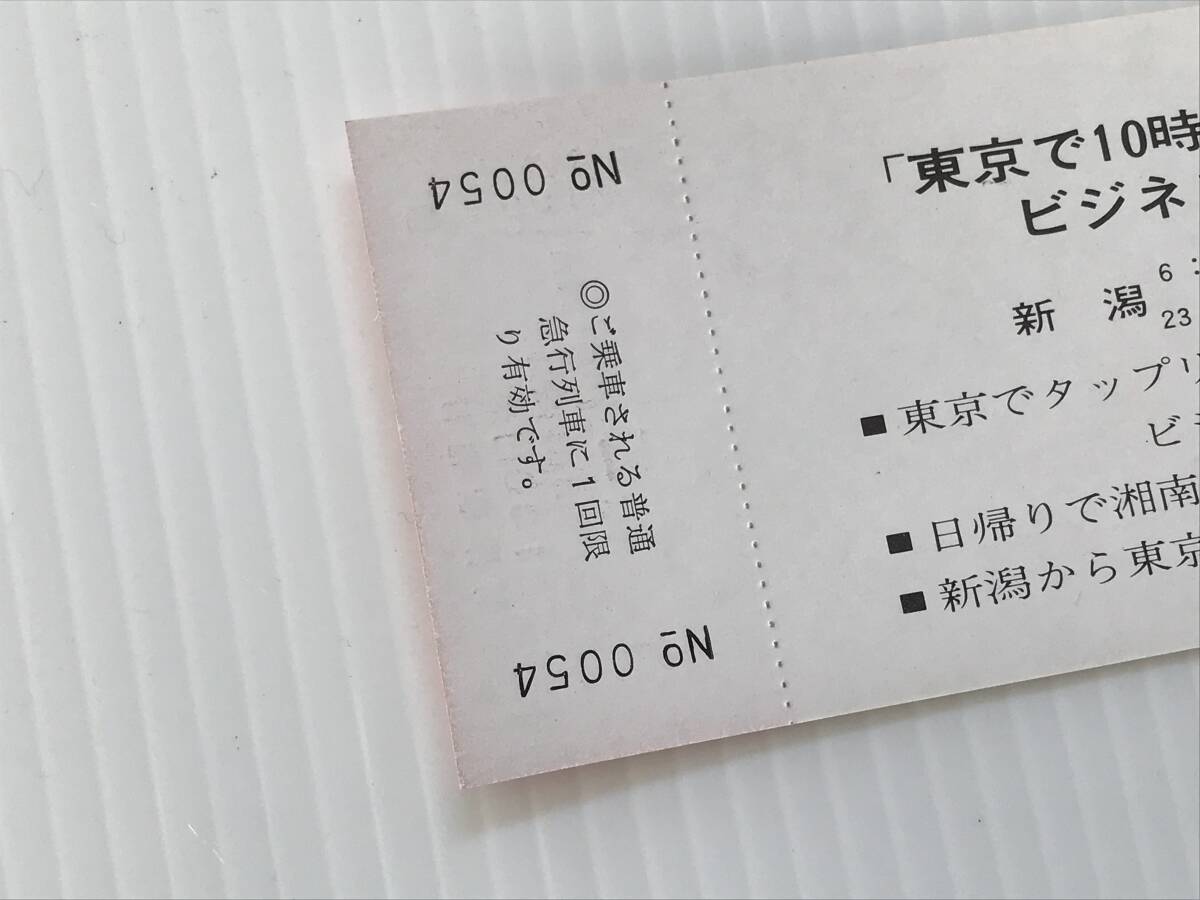 № 0054
◎ご乗車される普通
急行列車に1回限
り有効です。
№ 0054
「東京で10時
ビジネ
新潟
6:
23
■東京でタップリ
ビ
■日帰りで湘南
■新潟から東京